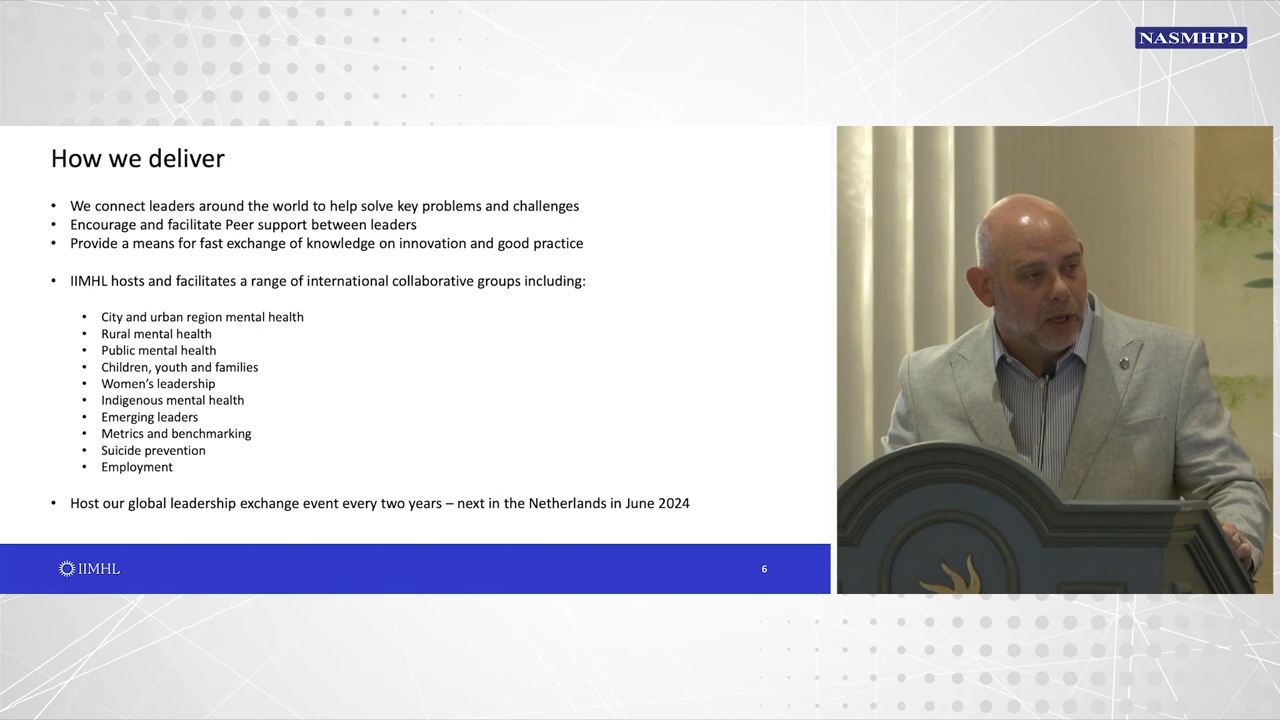 NASMHPD
How we deliver
• We connect leaders around the world to help solve key problems and challenges
• Encourage and facilitate Peer support between leaders
• Provide a means for fast exchange of knowledge on innovation and good practice
• IIMHL hosts and facilitates a range of international collaborative groups including:
• City and urban region mental health
• Rural mental health
• Public mental health
• Children, youth and families
• Women’s leadership
• Indigenous mental health
• Emerging leaders
• Metrics and benchmarking
• Suicide prevention
• Employment
• Host our global leadership exchange event every two years – next in the Netherlands in June 2024
IIMHL
6